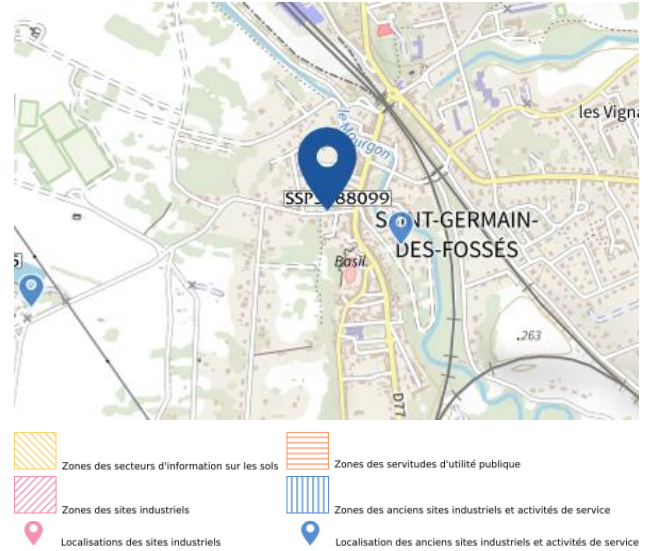 les Vigna
le Mourgon
SAINT-GERMAIN-
DES-FOSSÉS
Basil.
S
.263
D77
Zones des secteurs d'information sur les sols
Zones des servitudes d'utilité publique
Zones des sites industriels
Zones des anciens sites industriels et activités de service
Localisations des sites industriels
Localisation des anciens sites industriels et activités de service